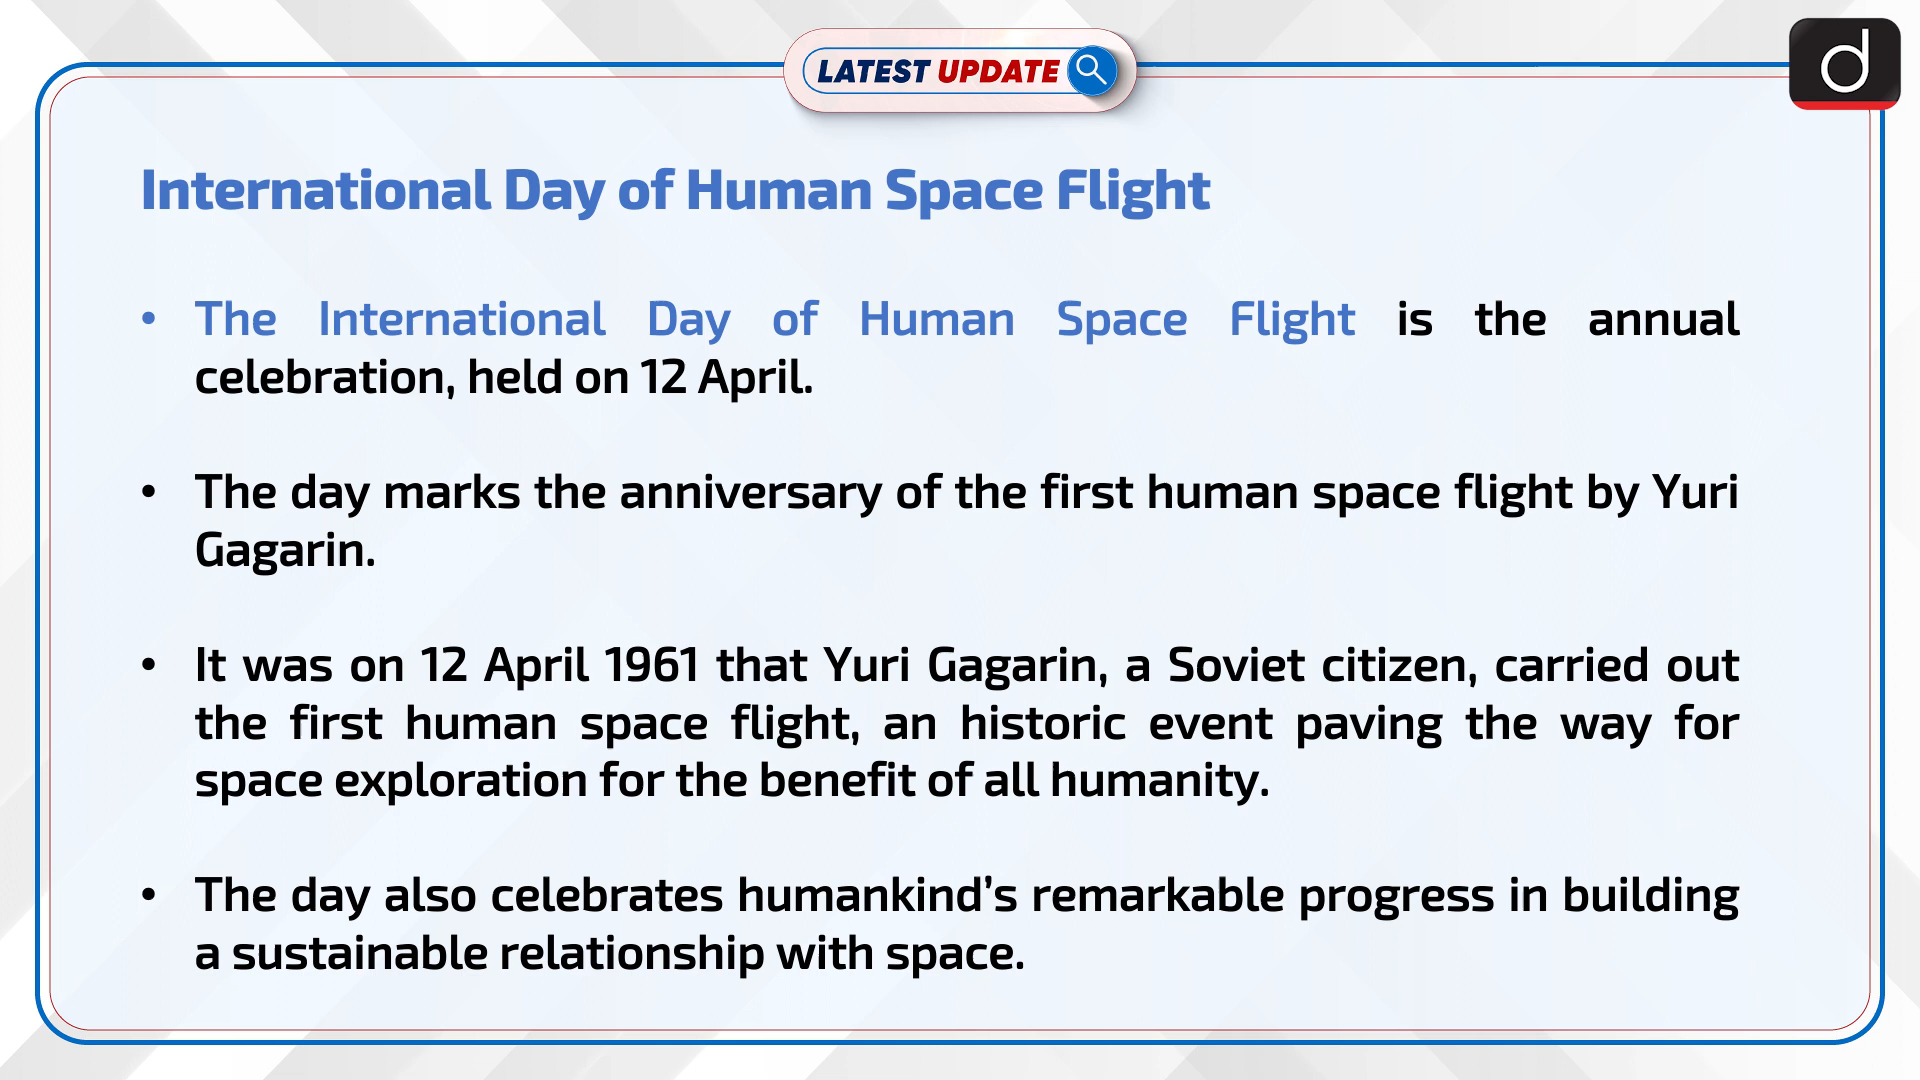 LATEST UPDATE
d
International Day of Human Space Flight
• The International Day of Human Space Flight is the annual
celebration, held on 12 April.
• The day marks the anniversary of the first human space flight by Yuri
Gagarin.
• It was on 12 April 1961 that Yuri Gagarin, a Soviet citizen, carried out
the first human space flight, an historic event paving the way for
space exploration for the benefit of all humanity.
• The day also celebrates humankind’s remarkable progress in building
a sustainable relationship with space.